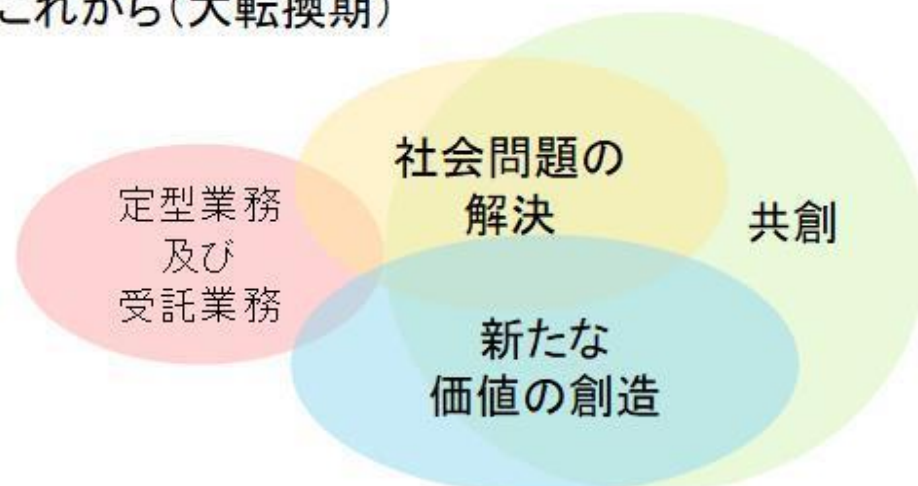 これから(大転換期)
社会問題の
解決
定型業務
及び
受託業務
共創
新たな
価値の創造